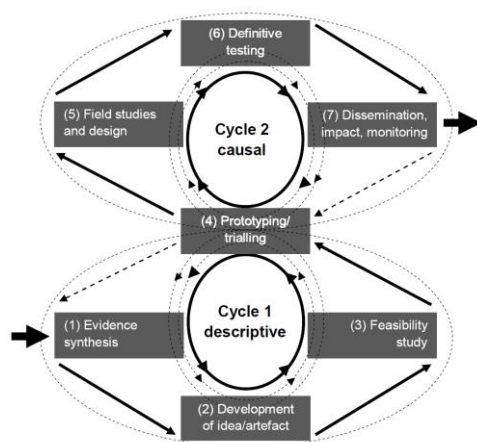 (6) Definitive
testing
(5) Field studies
and design
Cycle 2
causal
(7) Dissemination,
impact, monitoring
(4) Prototyping/
trialling
(1) Evidence
synthesis
Cycle 1
descriptive
(3) Feasibility
study
(2) Development
of idea/artefact